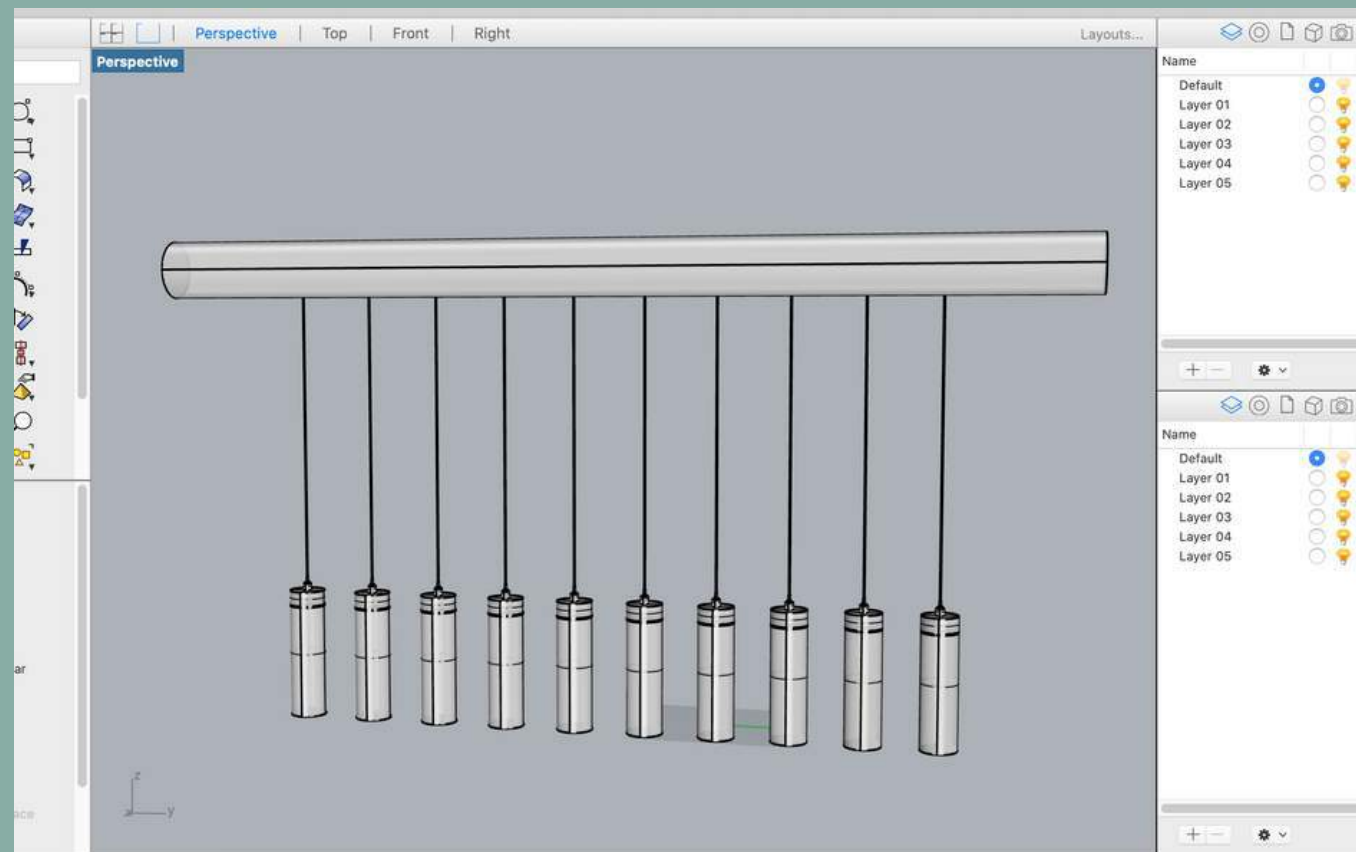 Perspective | Top | Front | Right Layouts...
Perspective
Name
Default
Layer 01
Layer 02
Layer 03
Layer 04
Layer 05
Name
Default
Layer 01
Layer 02
Layer 03
Layer 04
Layer 05
ar
ace
z
x y